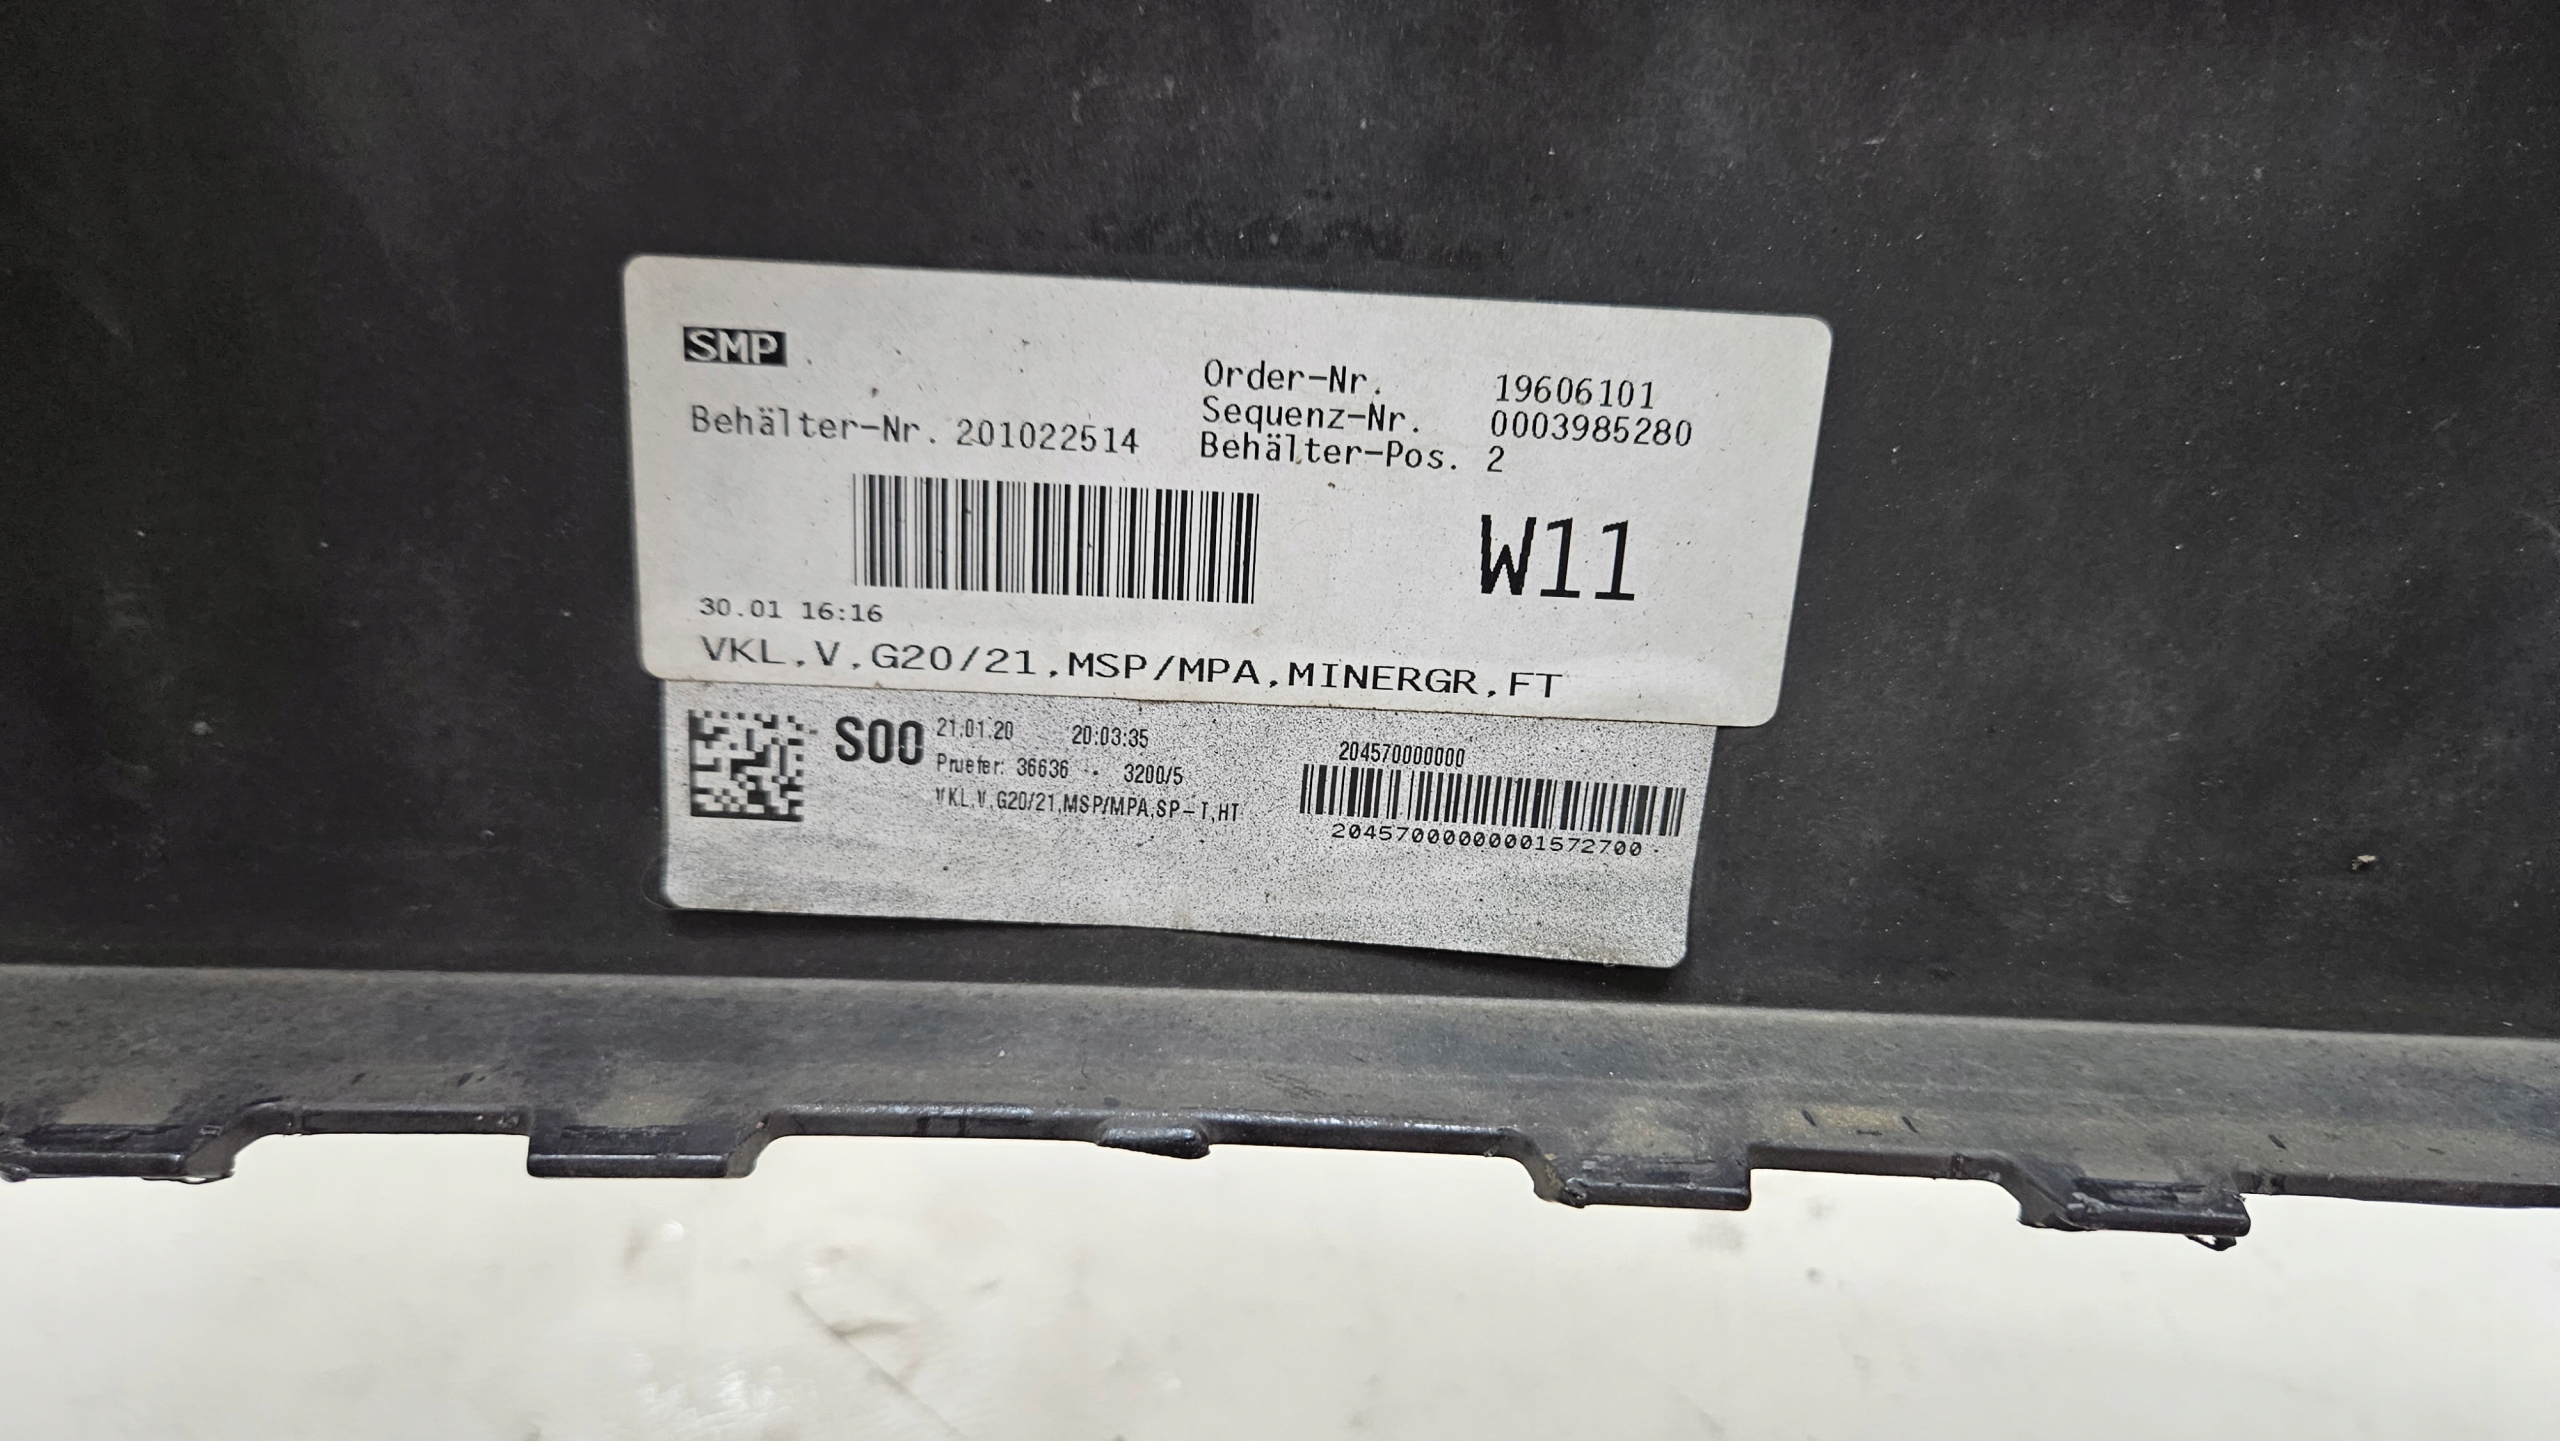 SMP
Order-Nr. 19606101
Behälter-Nr. 201022514
Sequenz-Nr. 0003985280
Behälter-Pos. 2
W11
30.01 16:16
VKL,V,G20/21,MSP/MPA,MINERGR,FT
S00
21.01.20 20:03:35
Pruefer: 36636 -. 3200/5
VKL,V,G20/21,MSP/MPA,SP-T,HT
204570000000
20457000000001572700